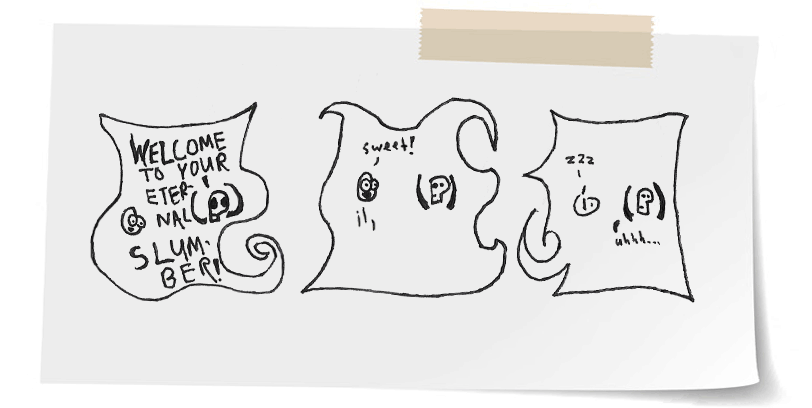 WELCOME
TO YOUR
ETER-
NAL
SLUM-
BER!
sweet!
zzz
uhhh...